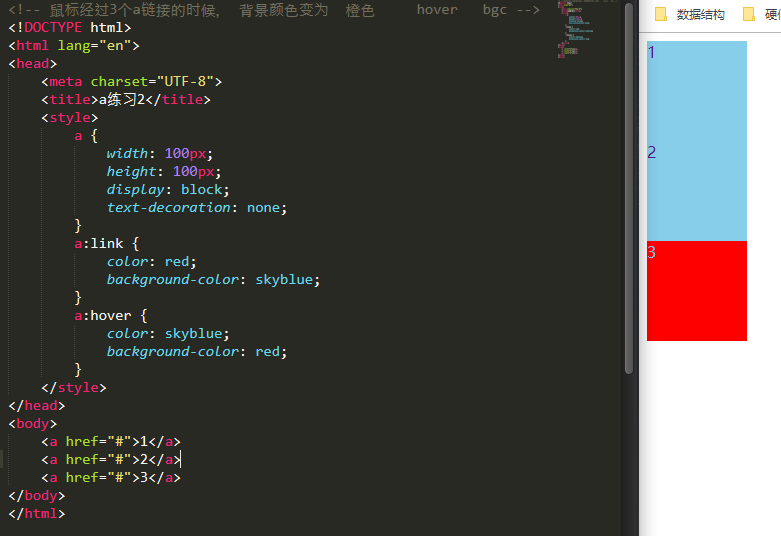 <!-- 鼠标经过3个a链接的时候， 背景颜色变为 橙色 hover bgc -->
<!DOCTYPE html>
<html lang="en">
<head>
<meta charset="UTF-8">
<title>a练习2</title>
<style>
a {
width: 100px;
height: 100px;
display: block;
text-decoration: none;
}
a:link {
color: red;
background-color: skyblue;
}
a:hover {
color: skyblue;
background-color: red;
}
</style>
</head>
<body>
<a href="#">1</a>
<a href="#">2</a>
<a href="#">3</a>
</body>
</html>
数据结构
1
2
3